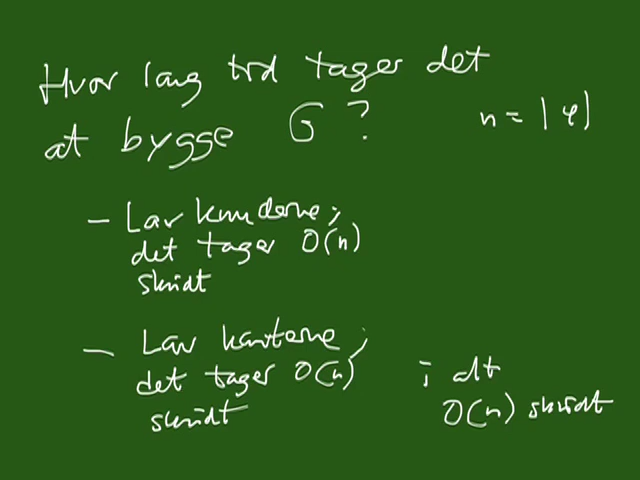 Hvor lang tid tager det
at bygge G ?
n = |φ|
- Lav knuderne;
det tager O(n)
skridt
- Lav kanterne;
det tager O(n)
skridt
i alt
O(n) skridt